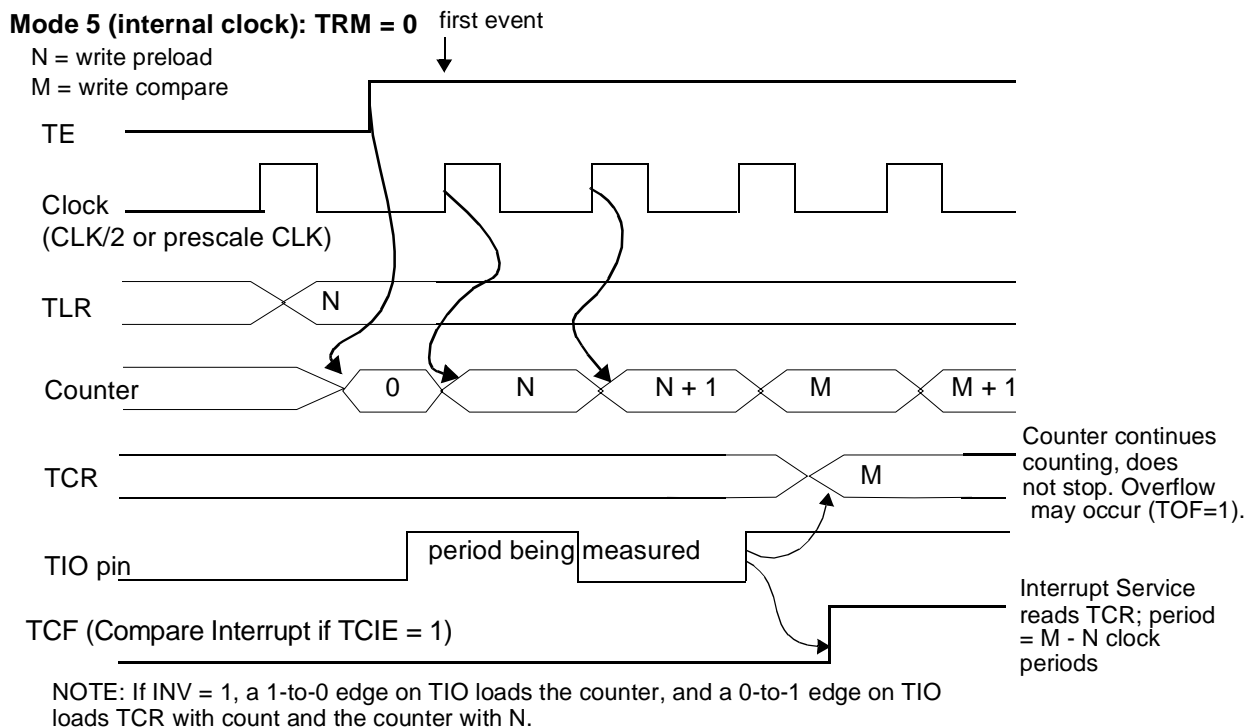 Mode 5 (internal clock): TRM = 0
first event
N = write preload
M = write compare
TE
Clock
(CLK/2 or prescale CLK)
TLR
N
Counter
0
N
N + 1
M
M + 1
TCR
M
Counter continues
counting, does
not stop. Overflow
may occur (TOF=1).
TIO pin
period being measured
TCF (Compare Interrupt if TCIE = 1)
Interrupt Service
reads TCR; period
= M - N clock
periods
NOTE: If INV = 1, a 1-to-0 edge on TIO loads the counter, and a 0-to-1 edge on TIO
loads TCR with count and the counter with N.